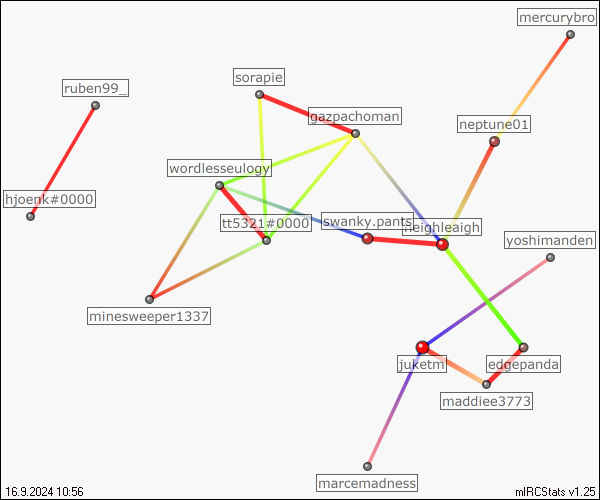 mercurybro
sorapie
ruben99_
gazpachoman
neptune01
wordlesseulogy
hjoenk#0000
tt5321#0000
swanky.pants
neighleaigh
yoshimanden
minesweeper1337
juketm
edgepanda
maddiee3773
marcemadness
16.9.2024 10:56
mIRCStats v1.25